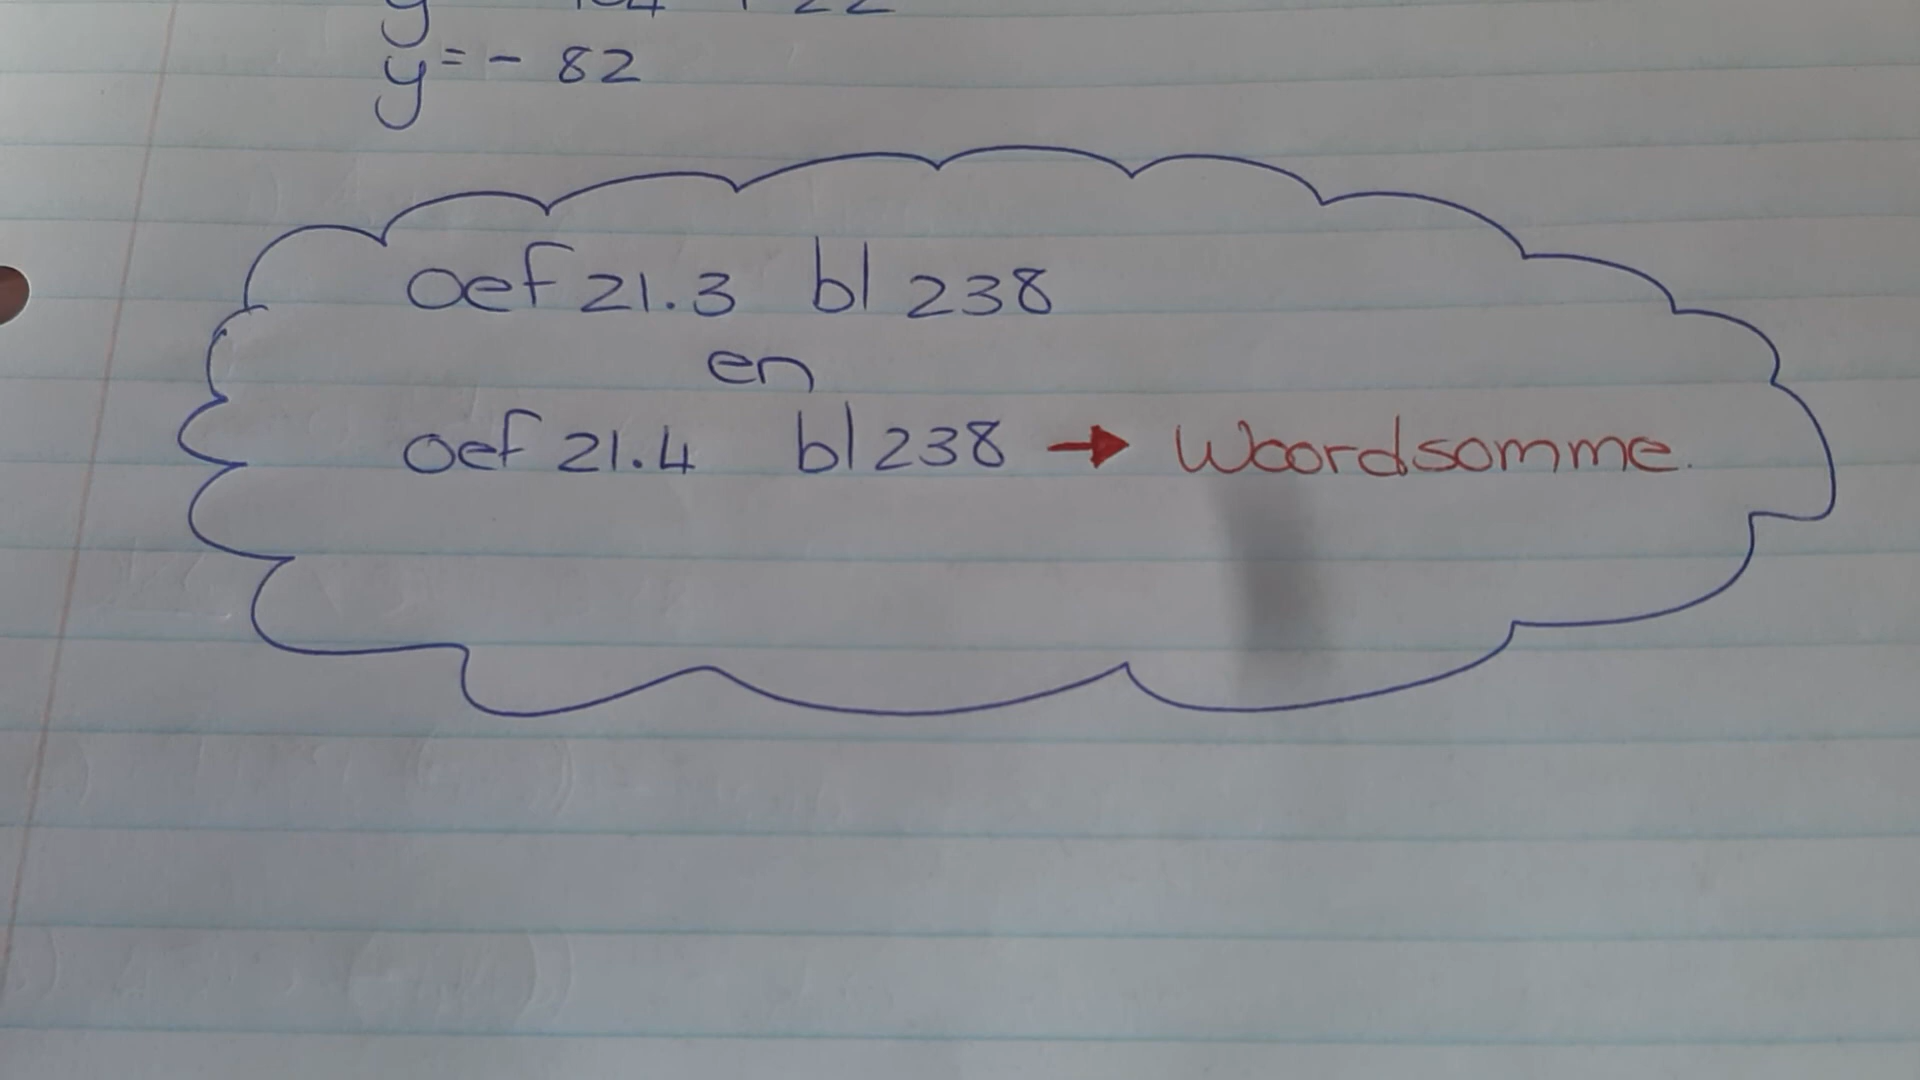 y = - 82
oef 21.3 bl 238
en
oef 21.4 bl 238 → Woordsomme.